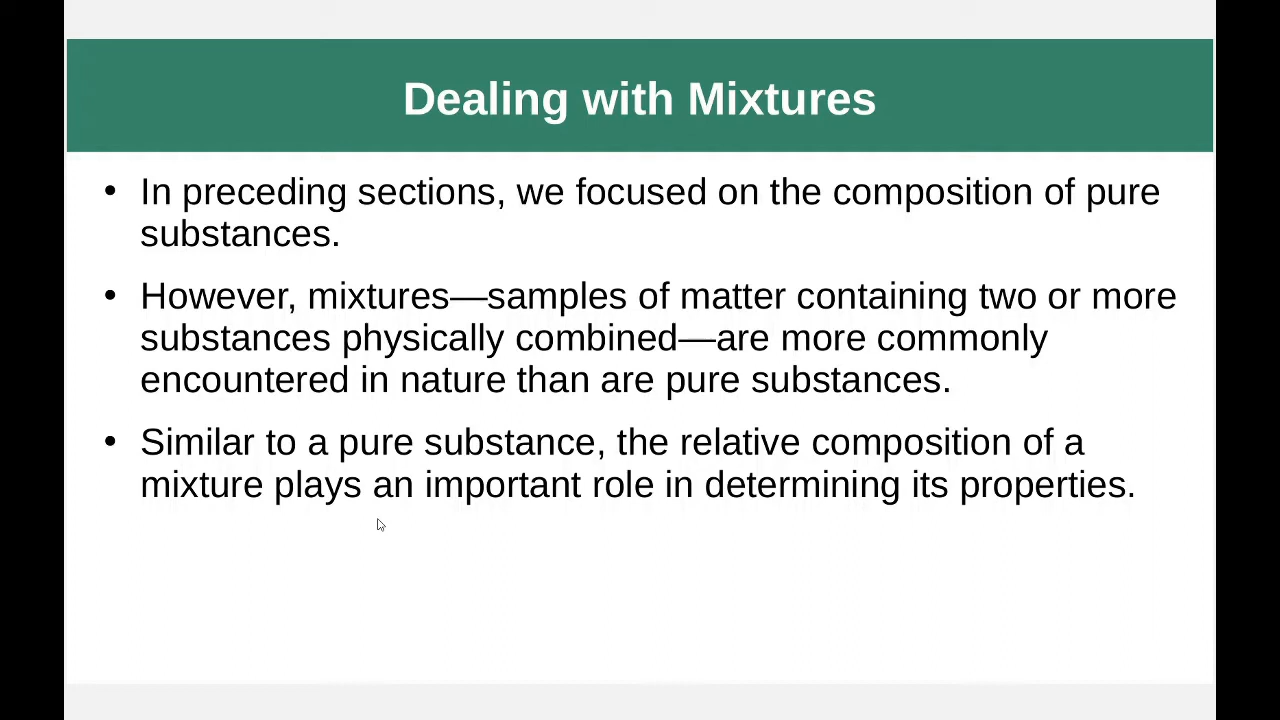 Dealing with Mixtures
• In preceding sections, we focused on the composition of pure
substances.
• However, mixtures—samples of matter containing two or more
substances physically combined—are more commonly
encountered in nature than are pure substances.
• Similar to a pure substance, the relative composition of a
mixture plays an important role in determining its properties.